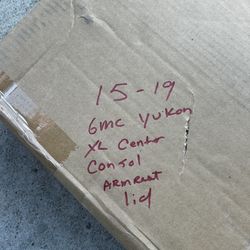 15-19
GMC Yukon
XL Center
Consol
ARMREST
lid